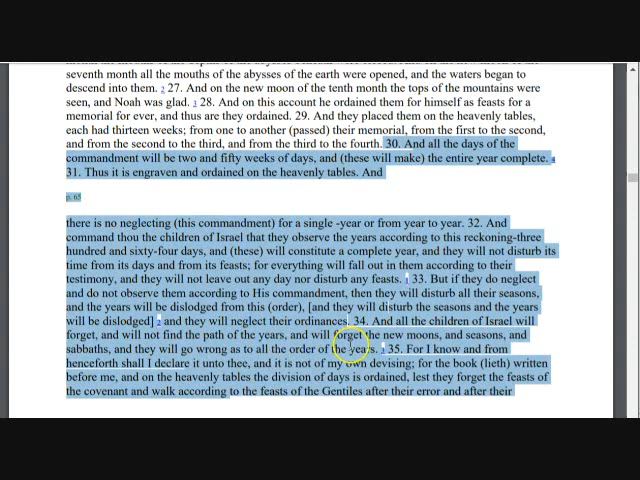 seventh month all the mouths of the abysses of the earth were opened, and the waters began to
descend into them. 2 27. And on the new moon of the tenth month the tops of the mountains were
seen, and Noah was glad. 3 28. And on this account he ordained them for himself as feasts for a
memorial for ever, and thus are they ordained. 29. And they placed them on the heavenly tables,
each had thirteen weeks; from one to another (passed) their memorial, from the first to the second,
and from the second to the third, and from the third to the fourth. 30. And all the days of the
commandment will be two and fifty weeks of days, and (these will make) the entire year complete. 4
31. Thus it is engraven and ordained on the heavenly tables. And
p. 65
there is no neglecting (this commandment) for a single -year or from year to year. 32. And
command thou the children of Israel that they observe the years according to this reckoning-three
hundred and sixty-four days, and (these) will constitute a complete year, and they will not disturb its
time from its days and from its feasts; for everything will fall out in them according to their
testimony, and they will not leave out any day nor disturb any feasts. 1 33. But if they do neglect
and do not observe them according to His commandment, then they will disturb all their seasons,
and the years will be dislodged from this (order), [and they will disturb the seasons and the years
will be dislodged] 2 and they will neglect their ordinances. 34. And all the children of Israel will
forget, and will not find the path of the years, and will forget the new moons, and seasons, and
sabbaths, and they will go wrong as to all the order of the years. 3 35. For I know and from
henceforth shall I declare it unto thee, and it is not of my own devising; for the book (lieth) written
before me, and on the heavenly tables the division of days is ordained, lest they forget the feasts of
the covenant and walk according to the feasts of the Gentiles after their error and after their